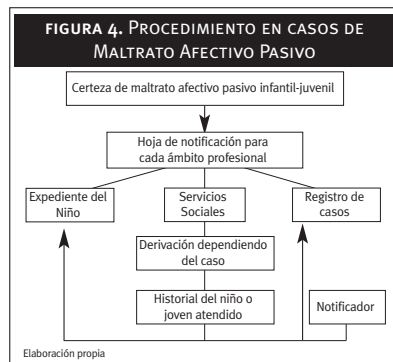 FIGURA 4. PROCEDIMIENTO EN CASOS DE
MALTRATO AFECTIVO PASIVO
Certeza de maltrato afectivo pasivo infantil-juvenil
Hoja de notificación para
cada ámbito profesional
Expediente del
Niño
Servicios
Sociales
Registro de
casos
Derivación dependiendo
del caso
Historial del niño o
joven atendido
Notificador
Elaboración propia